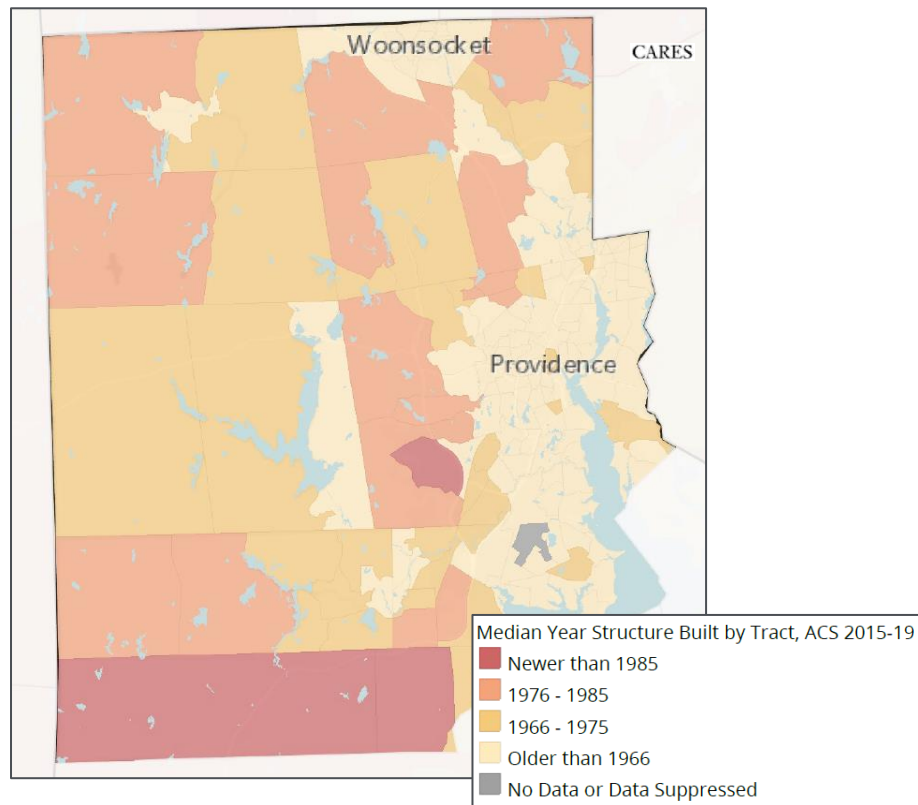 Woonsocket
CARES
Providence
Median Year Structure Built by Tract, ACS 2015-19
Newer than 1985
1976 - 1985
1966 - 1975
Older than 1966
No Data or Data Suppressed